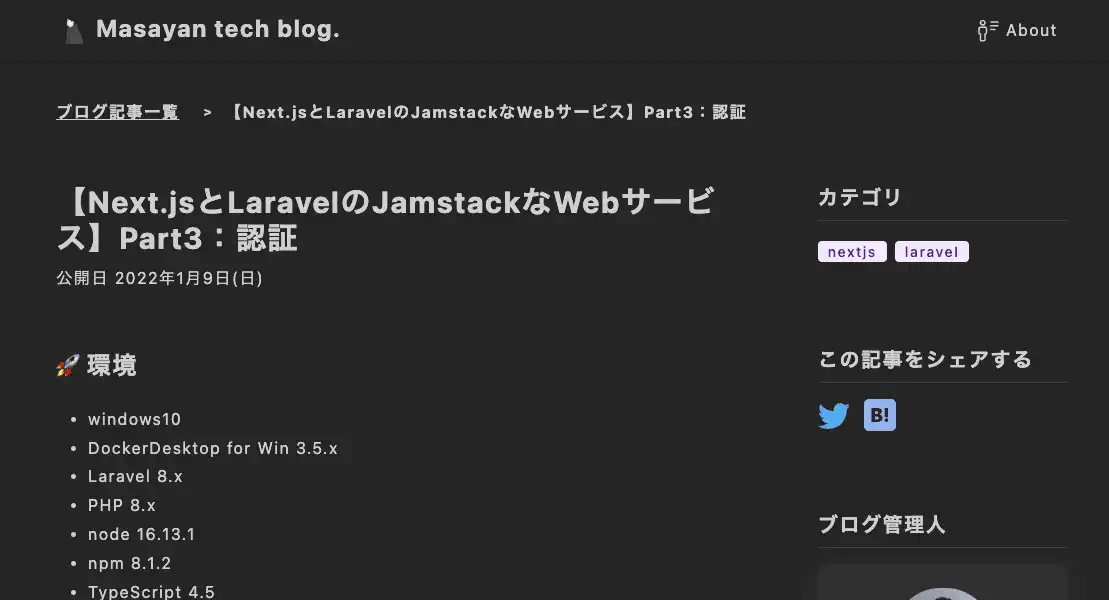 Masayan tech blog.
About
ブログ記事一覧 > 【Next.jsとLaravelのJamstackなWebサービス】Part3：認証
【Next.jsとLaravelのJamstackなWebサービ
ス】Part3：認証
公開日 2022年1月9日(日)
🚀 環境
• windows10
• DockerDesktop for Win 3.5.x
• Laravel 8.x
• PHP 8.x
• node 16.13.1
• npm 8.1.2
• TypeScript 4.5
カテゴリ
nextjs laravel
この記事をシェアする
B!
ブログ管理人